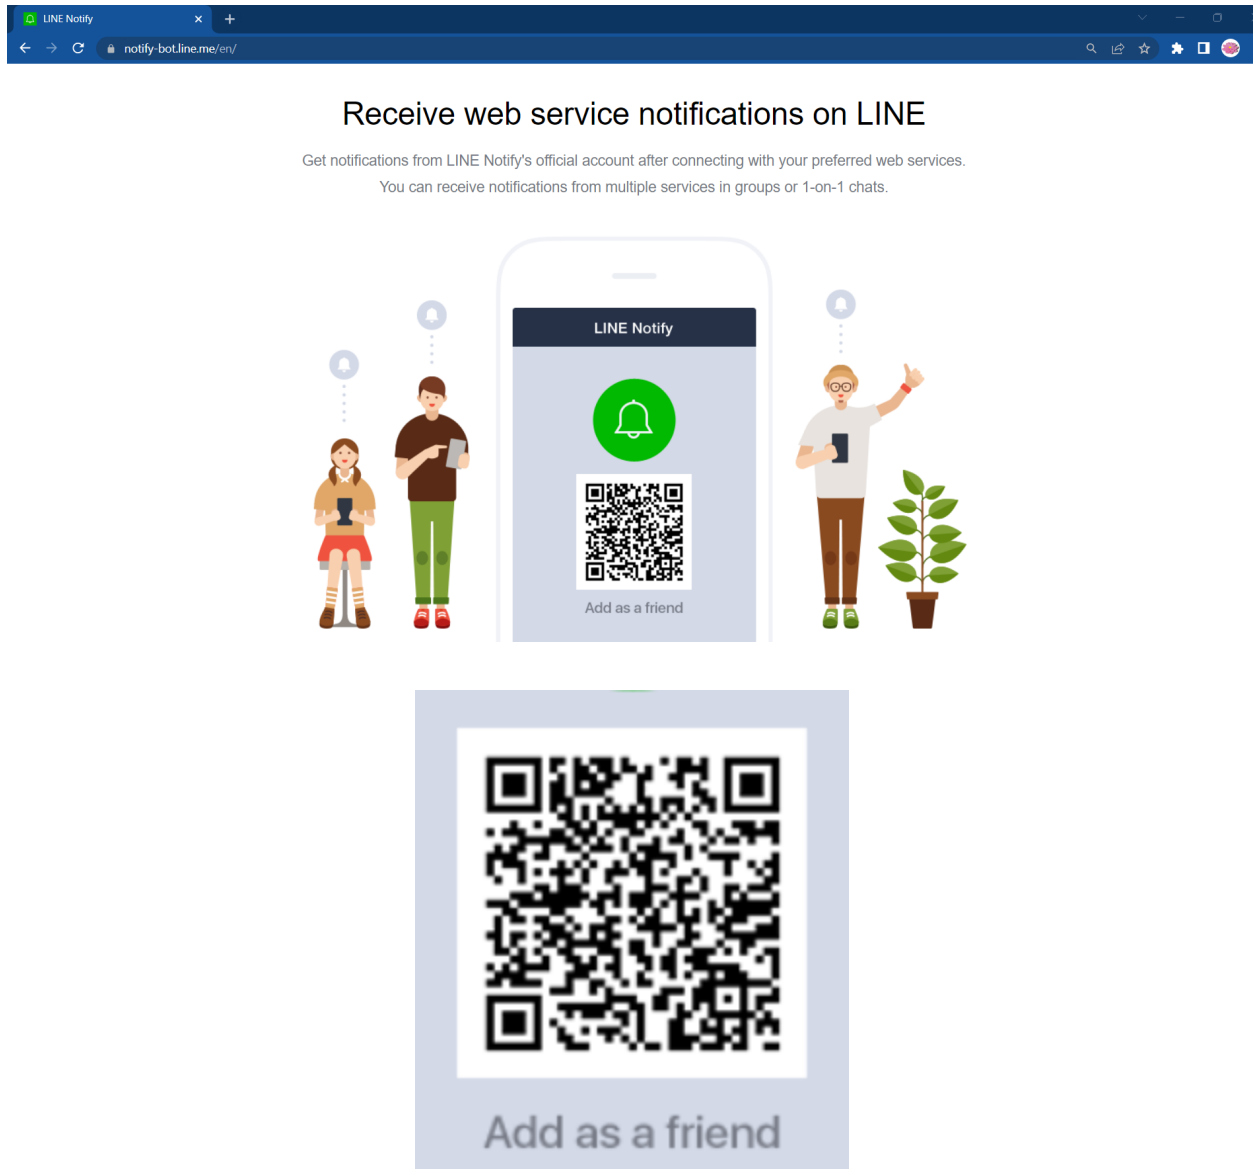 LINE Notify
notify-bot.line.me/en/
Receive web service notifications on LINE
Get notifications from LINE Notify's official account after connecting with your preferred web services.
You can receive notifications from multiple services in groups or 1-on-1 chats.
LINE Notify
Add as a friend
Add as a friend